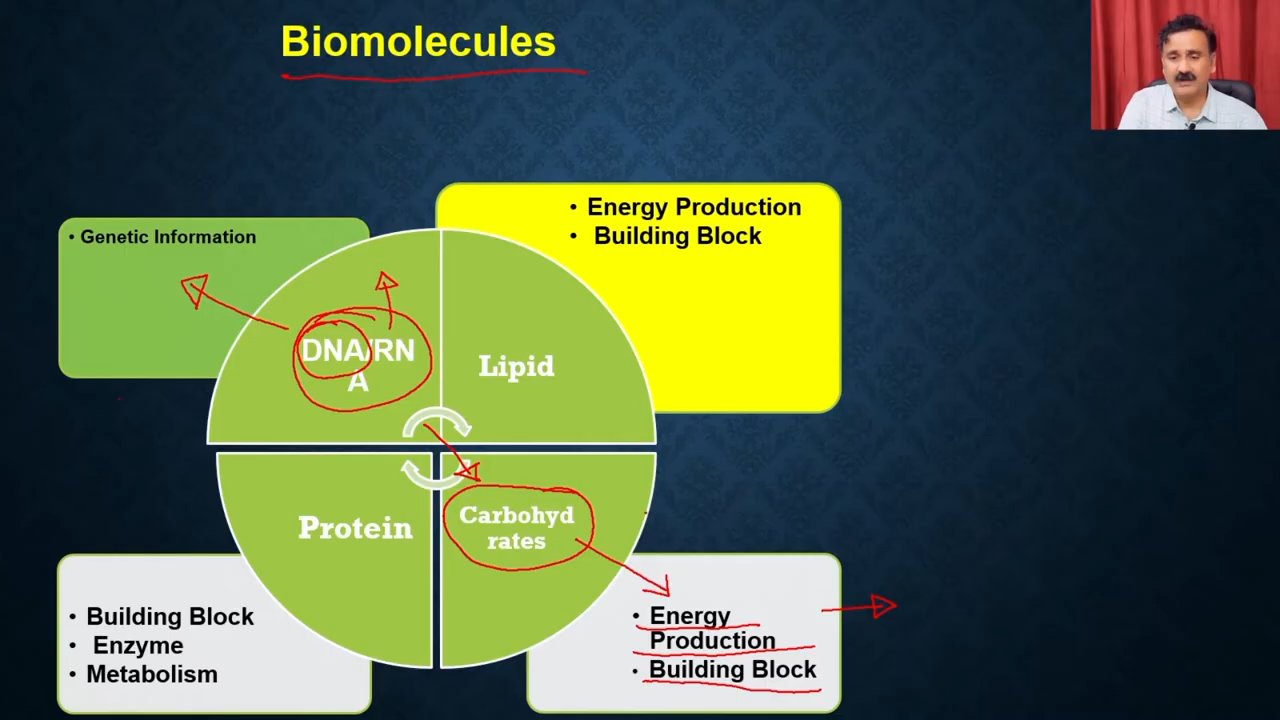 Biomolecules
• Genetic Information
• Energy Production
• Building Block
DNA/RN
A
Lipid
Protein
Carbohyd
rates
• Building Block
• Enzyme
• Metabolism
• Energy
Production
• Building Block